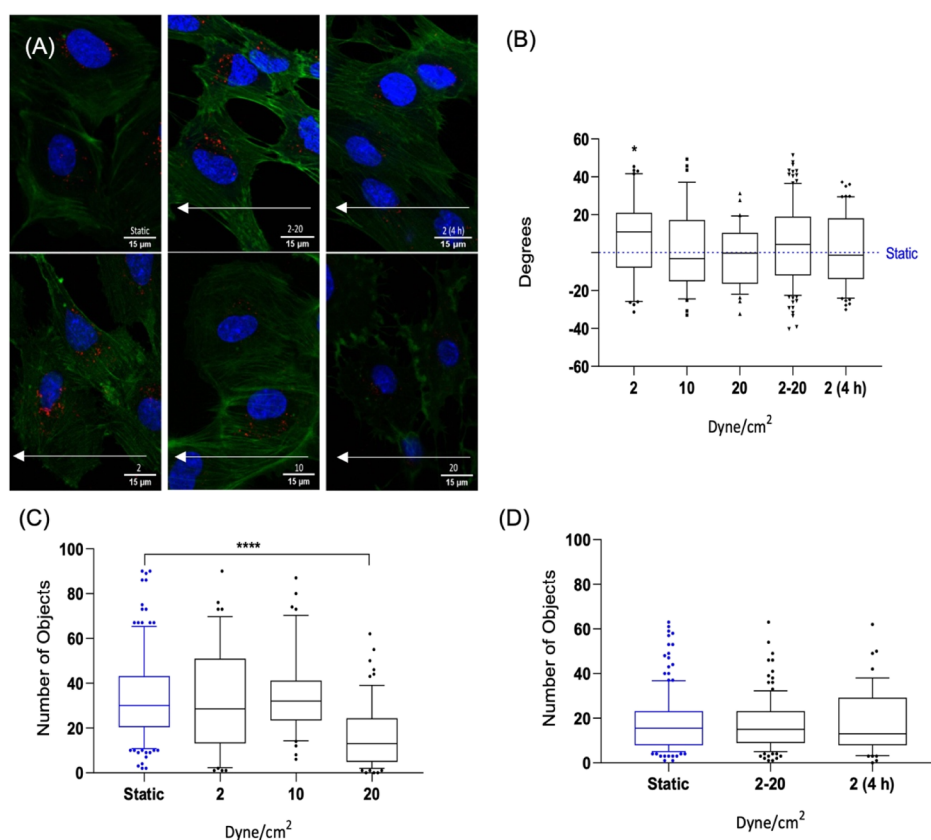 (A)
Static
15 µm
2-20
15 µm
2 (4 h)
15 µm
2
15 µm
10
15 µm
20
15 µm
(B)
Degrees
60
40
20
-20
-40
-60
*
Static
2 10 20 2-20 2 (4 h)
Dyne/cm²
(C)
Number of Objects
100
80
60
40
20
0
****
Static 2 10 20
Dyne/cm²
(D)
Number of Objects
100
80
60
40
20
0
Static 2-20 2 (4 h)
Dyne/cm²